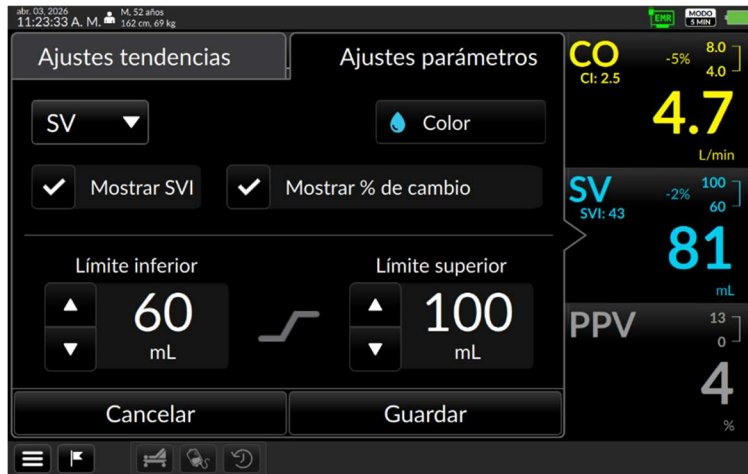 abr. 03, 2026
11:23:33 A. M.
M, 52 años
162 cm, 69 kg
EMR
MODO
5 MIN
Ajustes tendencias
Ajustes parámetros
SV
Color
Mostrar SVI
Mostrar % de cambio
Límite inferior
Límite superior
60
mL
100
mL
Cancelar
Guardar
CO
CI: 2.5
-5%
8.0
4.0
4.7
L/min
SV
SVI: 43
-2%
100
60
81
mL
PPV
13
0
4
%